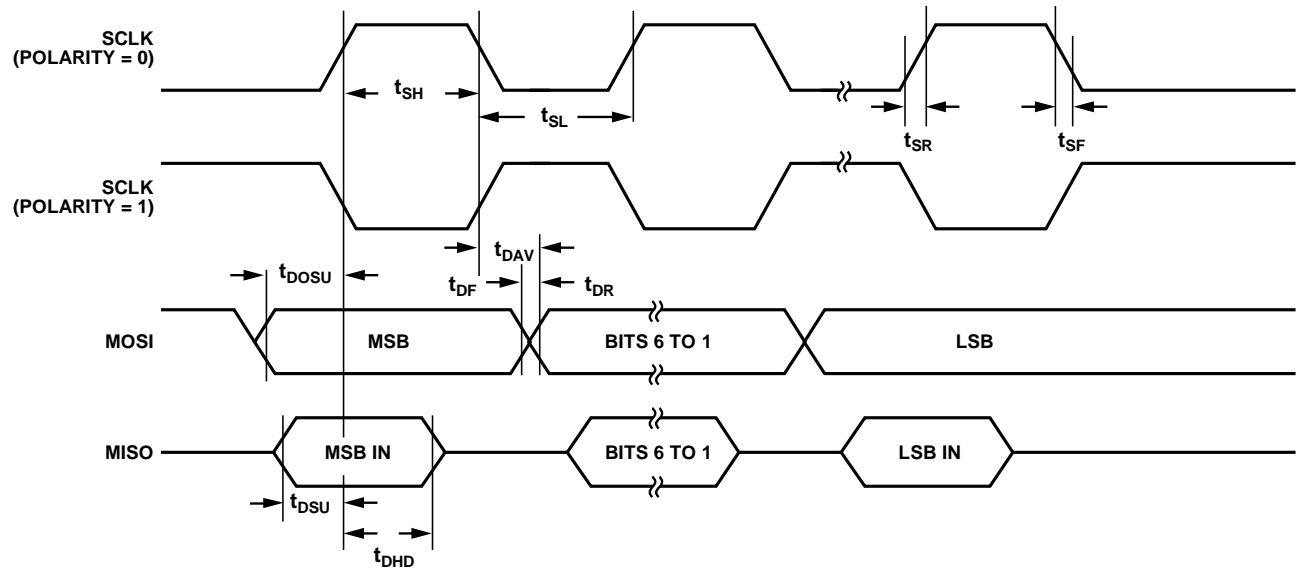 SCLK
(POLARITY = 0)
tSH
tSL
tSR
tSF
SCLK
(POLARITY = 1)
tDAV
tDOSU
tDF
tDR
MOSI
MSB
BITS 6 TO 1
LSB
MISO
MSB IN
BITS 6 TO 1
LSB IN
tDSU
tDHD